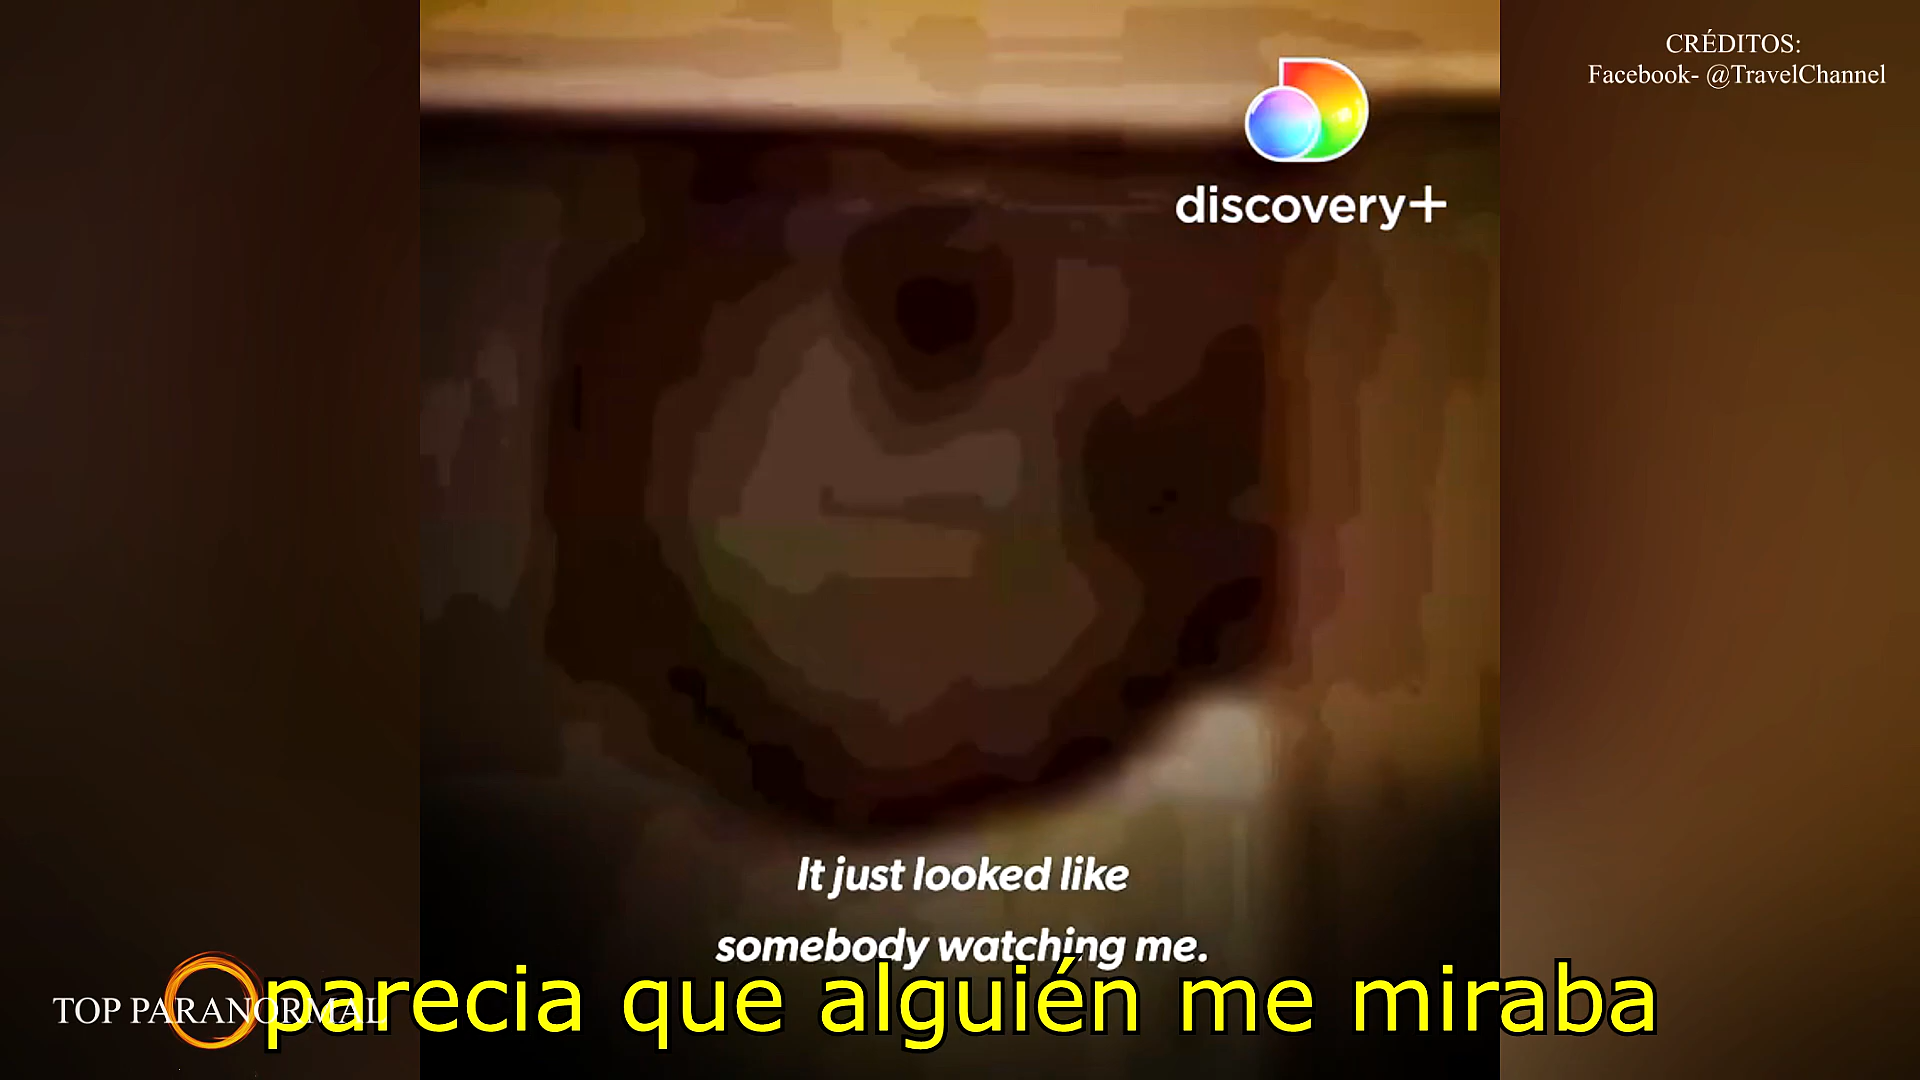 CRÉDITOS:
Facebook- @TravelChannel
discovery+
It just looked like
somebody watching me.
parecia que alguién me miraba
TOP PARANORMAL